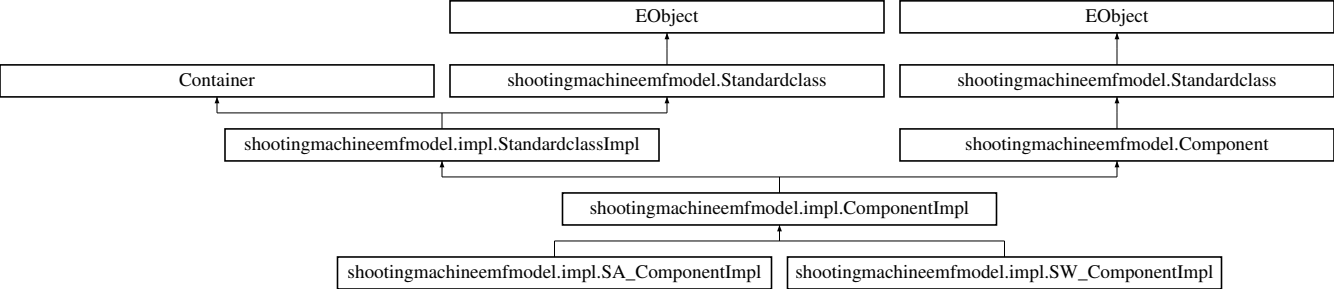 EObject
EObject
Container
shootingmachineemfmodel.Standardclass
shootingmachineemfmodel.Standardclass
shootingmachineemfmodel.impl.StandardclassImpl
shootingmachineemfmodel.Component
shootingmachineemfmodel.impl.ComponentImpl
shootingmachineemfmodel.impl.SA_ComponentImpl
shootingmachineemfmodel.impl.SW_ComponentImpl